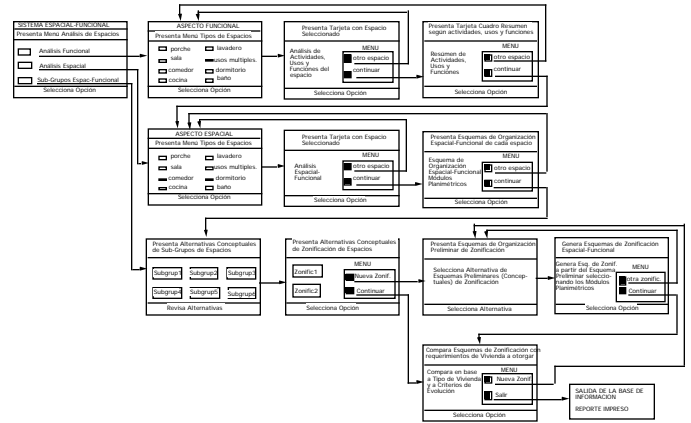 SISTEMA ESPACIAL-FUNCIONAL
Presenta Menú Análisis de Espacios
Análisis Funcional
Análisis Espacial
Sub-Grupos Espac-Funcional
Selecciona Opción
ASPECTO FUNCIONAL
Presenta Menú Tipos de Espacios
porche
lavadero
sala
usos multiples.
comedor
dormitorio
cocina
baño
Selecciona Opción
Presenta Tarjeta con Espacio
Seleccionado
MENU
Análisis de
Actividades,
Usos y
Funciones del
espacio
otro espacio
continuar
Selecciona Opción
Presenta Tarjeta Cuadro Resumen
según actividades, usos y funciones
MENU
Resúmen de
Actividades,
Usos y
Funciones
otro espacio
continuar
Selecciona Opción
ASPECTO ESPACIAL
Presenta Menú Tipos de Espacios
porche
lavadero
sala
usos multiples.
comedor
dormitorio
cocina
baño
Selecciona Opción
Presenta Tarjeta con Espacio
Seleccionado
MENU
Análisis
Espacial-
Funcional
otro espacio
continuar
Selecciona Opción
Presenta Esquemas de Organización
Espacial-Funcional de cada espacio
MENU
Esquema de
Organización
Espacial-Funcional
Módulos
Planimétricos
otro espacio
continuar
Selecciona Opción
Presenta Alternativas Conceptuales
de Sub-Grupos de Espacios
Subgrup1
Subgrup2
Subgrup3
Subgrup4
Subgrup5
Subgrup6
Revisa Alternativas
Presenta Alternativas Conceptuales
de Zonificación de Espacios
MENU
Zonific1
Zonific2
Nueva Zonif.
Continuar
Selecciona Opción
Presenta Esquemas de Organización
Preliminar de Zonificación
Selecciona Alternativa de
Esquemas Preliminares (Concep-
tuales) de Zonificación
Selecciona Alternativa
Genera Esquemas de Zonificación
Espacial-Funcional
Genera Esq. de Zonif.
a partir del Esquema
Preliminar seleccio-
nando los Módulos
Planimétricos
MENU
otra zonific.
Continuar
Selecciona Opción
Compara Esquemas de Zonificación con
requerimientos de Vivienda a otorgar
MENU
Compara en base
a Tipo de Vivienda
y a Criterios de
Evolución
Nueva Zonif
Salir
Selecciona Opción
SALIDA DE LA BASE DE
INFORMACION
REPORTE IMPRESO